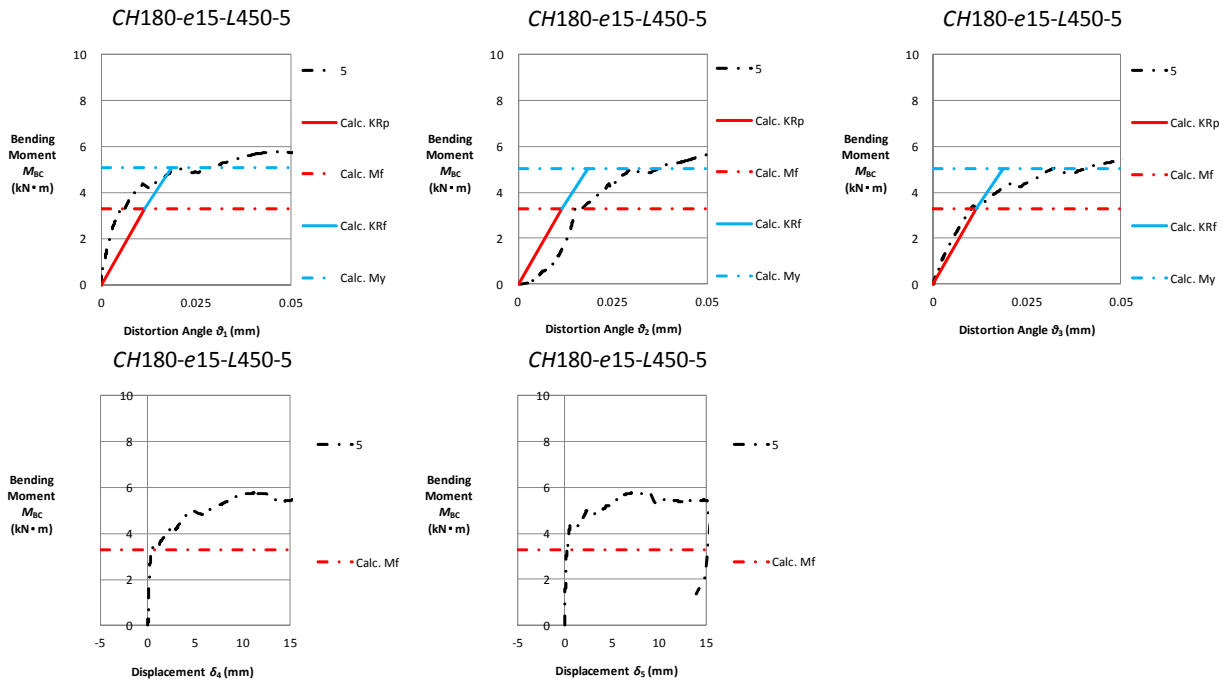 CH180-e15-L450-5
10
8
6
4
2
0
0
0.025
0.05
Bending
Moment
MBC
(kN・m)
Distortion Angle ϑ1 (mm)
5
Calc. KRp
Calc. Mf
Calc. KRf
Calc. My
CH180-e15-L450-5
10
8
6
4
2
0
0
0.025
0.05
Bending
Moment
MBC
(kN・m)
Distortion Angle ϑ2 (mm)
5
Calc. KRp
Calc. Mf
Calc. KRf
Calc. My
CH180-e15-L450-5
10
8
6
4
2
0
0
0.025
0.05
Bending
Moment
MBC
(kN・m)
Distortion Angle ϑ3 (mm)
5
Calc. KRp
Calc. Mf
Calc. KRf
Calc. My
CH180-e15-L450-5
10
8
6
4
2
0
-5
0
5
10
15
Bending
Moment
MBC
(kN・m)
Displacement δ4 (mm)
5
Calc. Mf
CH180-e15-L450-5
10
8
6
4
2
0
-5
0
5
10
15
Bending
Moment
MBC
(kN・m)
Displacement δ5 (mm)
5
Calc. Mf